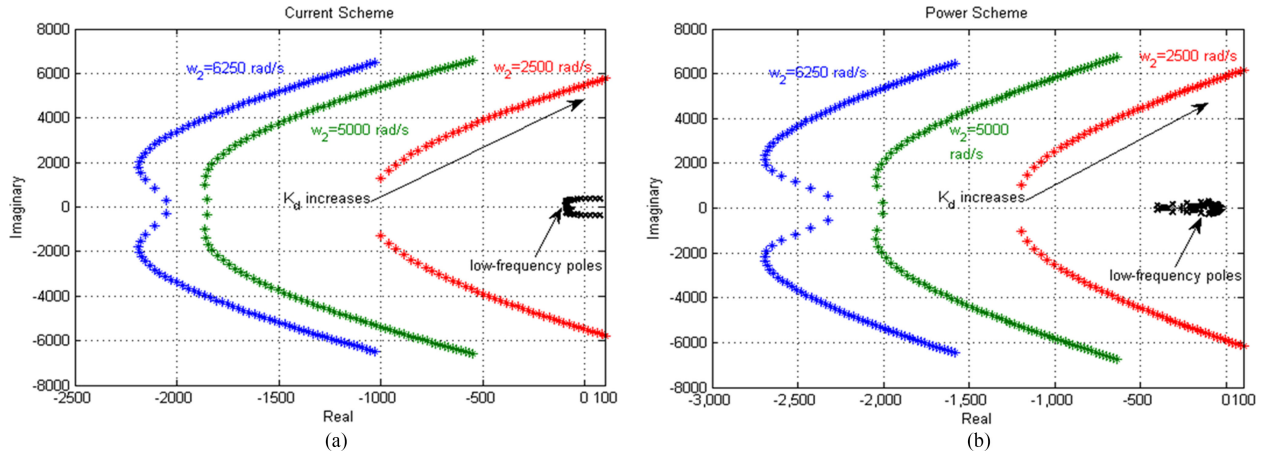 Current Scheme
8000
6000
4000
2000
0
-2000
-4000
-6000
-8000
Imaginary
w2=6250 rad/s
w2=2500 rad/s
w2=5000 rad/s
Kd increases
low-frequency poles
-2500
-2000
-1500
-1000
-500
0 100
Real
(a)
Power Scheme
8000
6000
4000
2000
0
-2000
-4000
-6000
-8000
Imaginary
w2=6250 rad/s
w2=2500 rad/s
w2=5000
rad/s
Kd increases
low-frequency poles
-3,000
-2,500
-2,000
-1,500
-1,000
-500
0100
Real
(b)